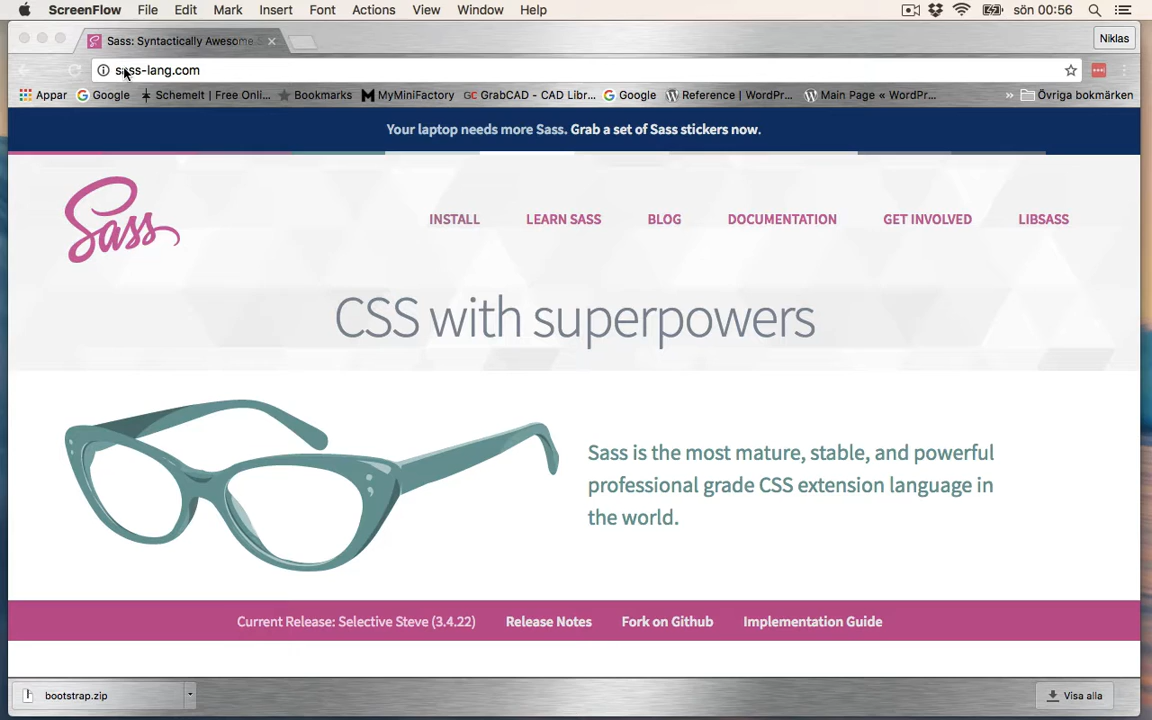 ScreenFlow File Edit Mark Insert Font Actions View Window Help sön 00:56
Sass: Syntactically Awesome S Niklas
sass-lang.com
Appar Google Schemelt | Free Onli... Bookmarks MyMiniFactory GC GrabCAD - CAD Libr... Google Reference | WordPr... Main Page « WordPr... » Övriga bokmärken
Your laptop needs more Sass. Grab a set of Sass stickers now.
Sass INSTALL LEARN SASS BLOG DOCUMENTATION GET INVOLVED LIBSASS
CSS with superpowers
Sass is the most mature, stable, and powerful
professional grade CSS extension language in
the world.
Current Release: Selective Steve (3.4.22) Release Notes Fork on Github Implementation Guide
bootstrap.zip Visa alla